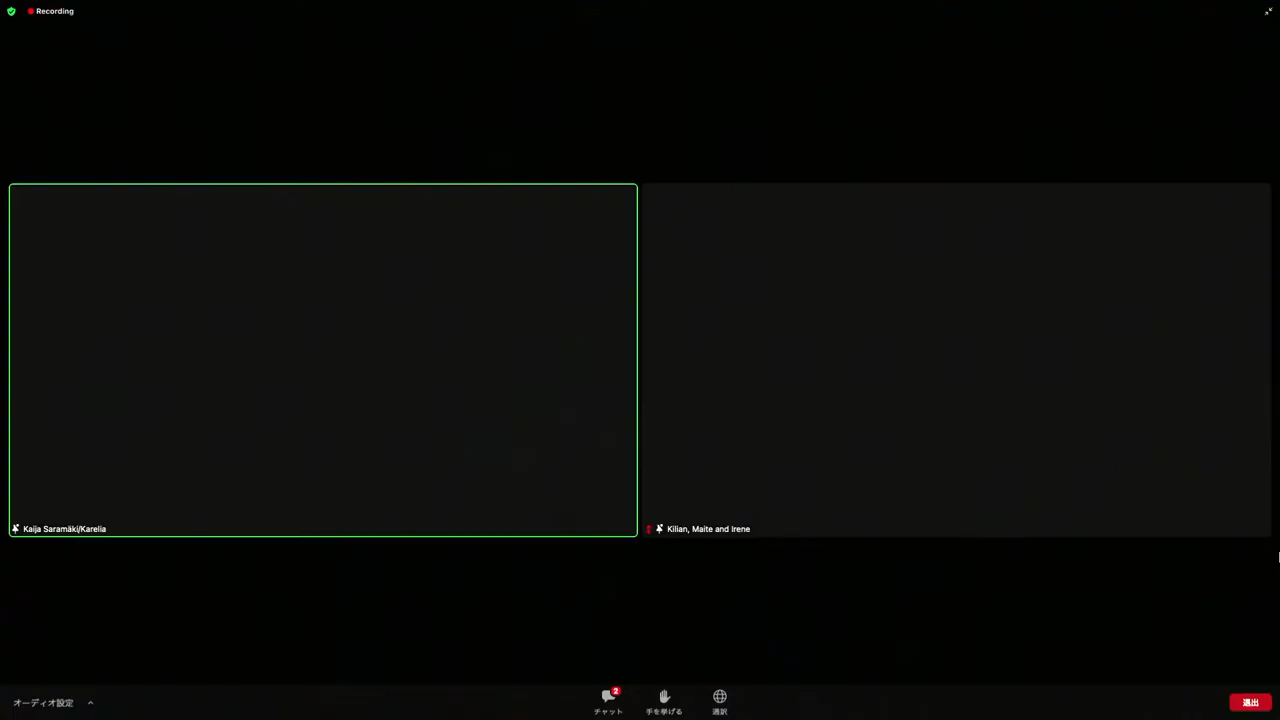 Recording
Kaija Saramäki/Karelia
Kilian, Maite and Irene
オーディオ設定
2
チャット
手を挙げる
通訳
退出